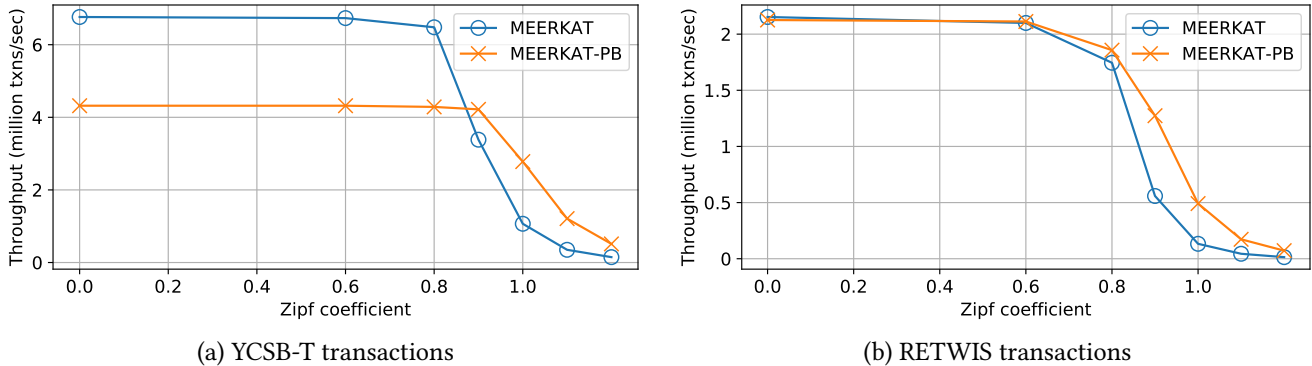 Throughput (million txns/sec)
6
4
2
0
0.0 0.2 0.4 0.6 0.8 1.0
Zipf coefficient
MEERKAT
MEERKAT-PB
(a) YCSB-T transactions
Throughput (million txns/sec)
2
1.5
1
0.5
0
0.0 0.2 0.4 0.6 0.8 1.0
Zipf coefficient
MEERKAT
MEERKAT-PB
(b) RETWIS transactions